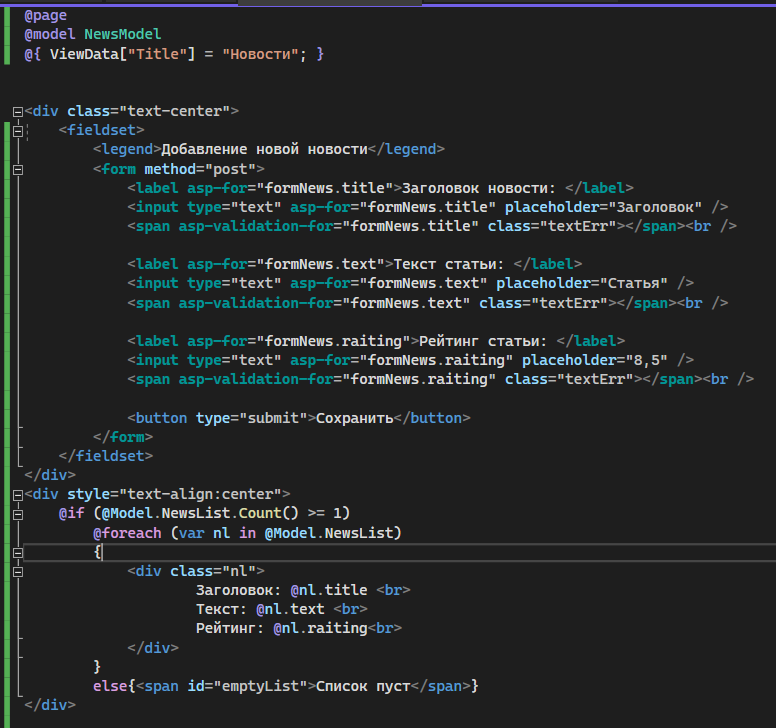 @page
@model NewsModel
@{ ViewData["Title"] = "Новости"; }
<div class="text-center">
<fieldset>
<legend>Добавление новой новости</legend>
<form method="post">
<label asp-for="formNews.title">Заголовок новости: </label>
<input type="text" asp-for="formNews.title" placeholder="Заголовок" />
<span asp-validation-for="formNews.title" class="textErr"></span><br />
<label asp-for="formNews.text">Текст статьи: </label>
<input type="text" asp-for="formNews.text" placeholder="Статья" />
<span asp-validation-for="formNews.text" class="textErr"></span><br />
<label asp-for="formNews.raiting">Рейтинг статьи: </label>
<input type="text" asp-for="formNews.raiting" placeholder="8,5" />
<span asp-validation-for="formNews.raiting" class="textErr"></span><br />
<button type="submit">Сохранить</button>
</form>
</fieldset>
</div>
<div style="text-align:center">
@if (@Model.NewsList.Count() >= 1)
@foreach (var nl in @Model.NewsList)
{
<div class="nl">
Заголовок: @nl.title <br>
Текст: @nl.text <br>
Рейтинг: @nl.raiting<br>
</div>
}
else{<span id="emptyList">Список пуст</span>}
</div>